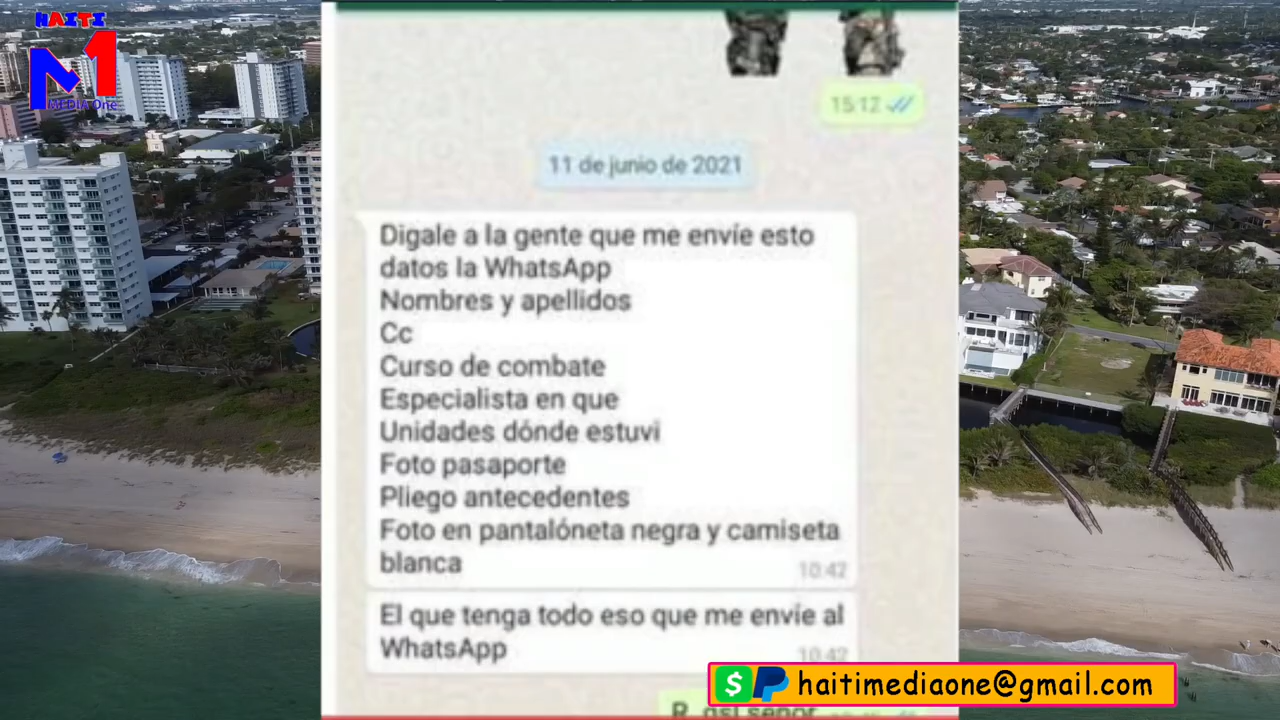 HAITI
M1
MEDIA One
15:12
11 de junio de 2021
Digale a la gente que me envíe esto
datos la WhatsApp
Nombres y apellidos
Cc
Curso de combate
Especialista en que
Unidades dónde estuvi
Foto pasaporte
Pliego antecedentes
Foto en pantalóneta negra y camiseta
blanca
10:42
El que tenga todo eso que me envíe al
WhatsApp
10:42
$ haitimediaone@gmail.com